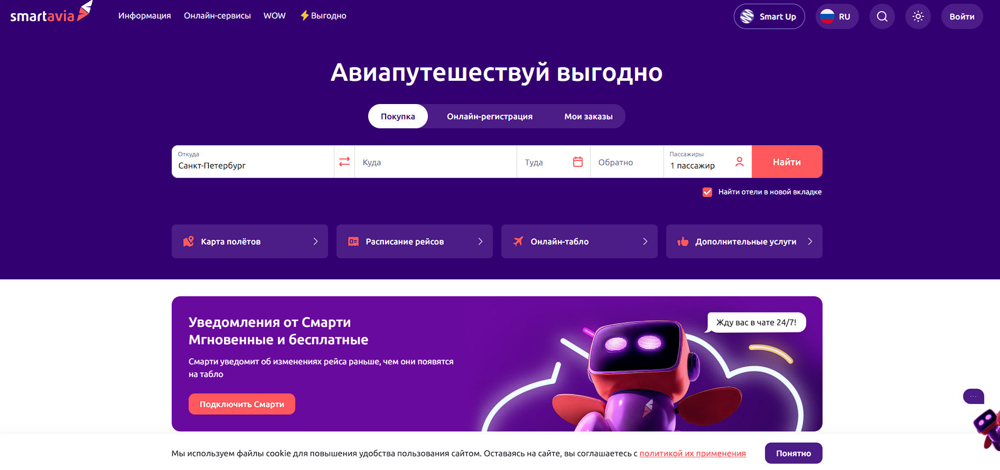 smartavia
Информация
Онлайн-сервисы
WOW
⚡Выгодно
Smart Up
RU
Войти
Авиапутешествуй выгодно
Покупка
Онлайн-регистрация
Мои заказы
Откуда
Санкт-Петербург
Куда
Туда
Обратно
Пассажиры
1 пассажир
Найти
Найти отели в новой вкладке
Карта полётов
Расписание рейсов
Онлайн-табло
Дополнительные услуги
Уведомления от Смарти
Мгновенные и бесплатные
Смарти уведомит об изменениях рейса раньше, чем они появятся
на табло
Подключить Смарти
Жду вас в чате 24/7!
...
Мы используем файлы cookie для повышения удобства пользования сайтом. Оставаясь на сайте, вы соглашаетесь с политикой их применения
Понятно